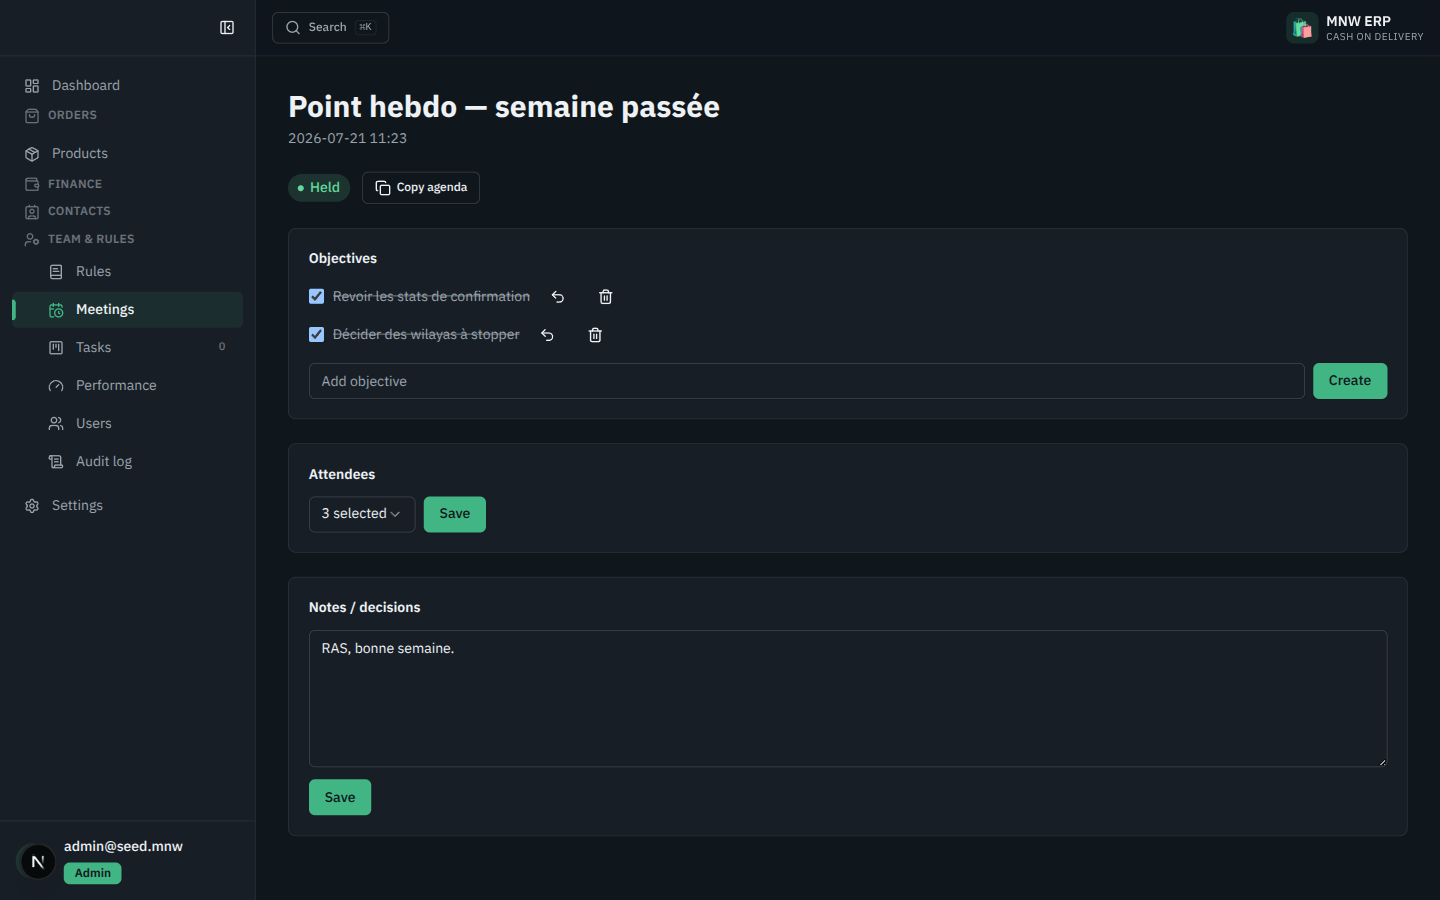 Search ⌘K
MNW ERP
CASH ON DELIVERY
Dashboard
ORDERS
Products
FINANCE
CONTACTS
TEAM & RULES
Rules
Meetings
Tasks 0
Performance
Users
Audit log
Settings
N
admin@seed.mnw
Admin
Point hebdo — semaine passée
2026-07-21 11:23
Held
Copy agenda
Objectives
Revoir les stats de confirmation
Décider des wilayas à stopper
Add objective
Create
Attendees
3 selected
Save
Notes / decisions
RAS, bonne semaine.
Save